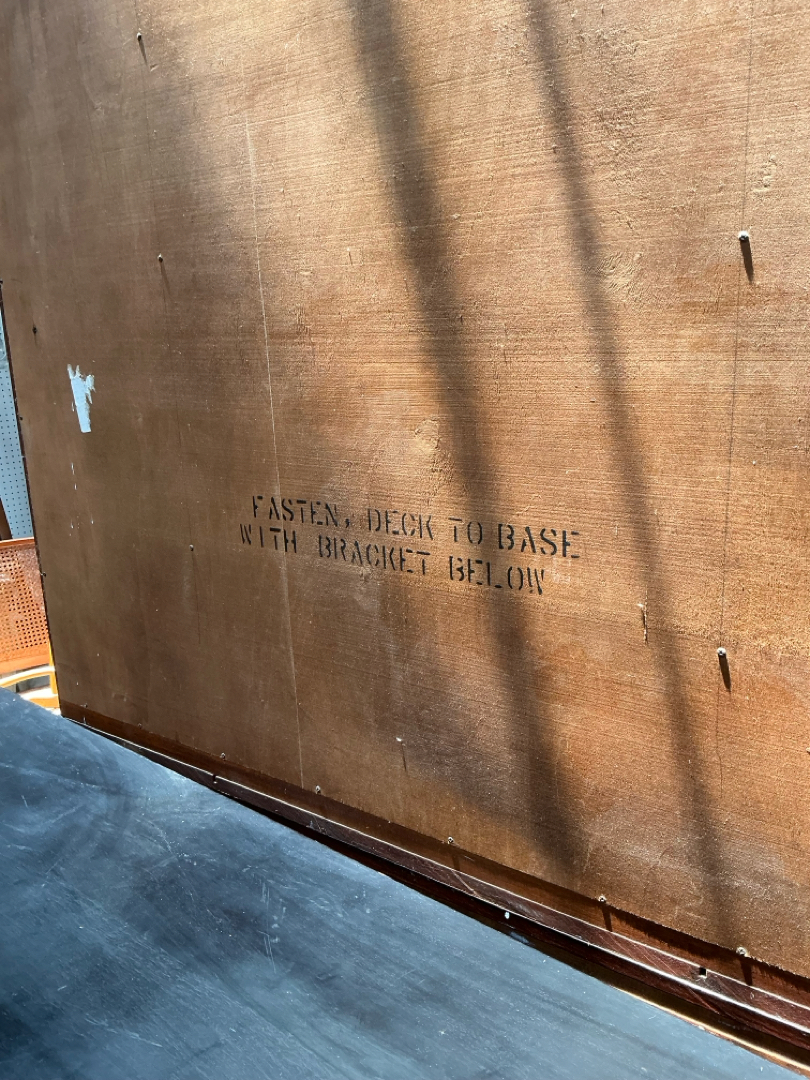 FASTEN, DECK TO BASE
WITH BRACKET BELOW